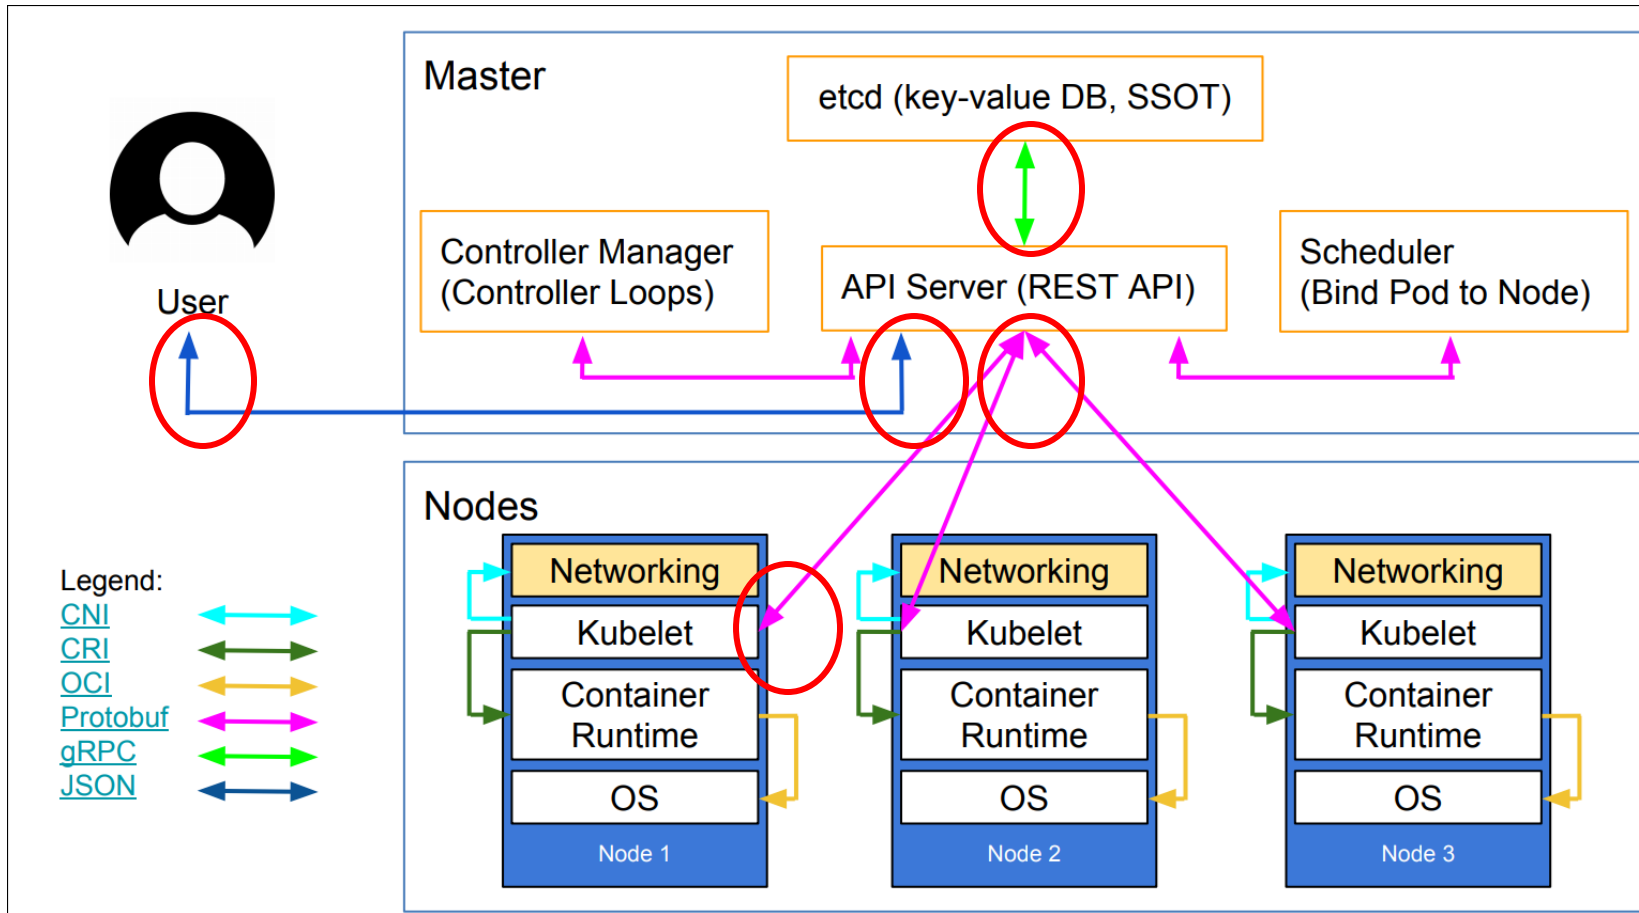 Master
etcd (key-value DB, SSOT)
Controller Manager
(Controller Loops)
API Server (REST API)
Scheduler
(Bind Pod to Node)
User
Nodes
Networking
Kubelet
Container
Runtime
OS
Node 1
Networking
Kubelet
Container
Runtime
OS
Node 2
Networking
Kubelet
Container
Runtime
OS
Node 3
Legend:
CNI
CRI
OCI
Protobuf
gRPC
JSON